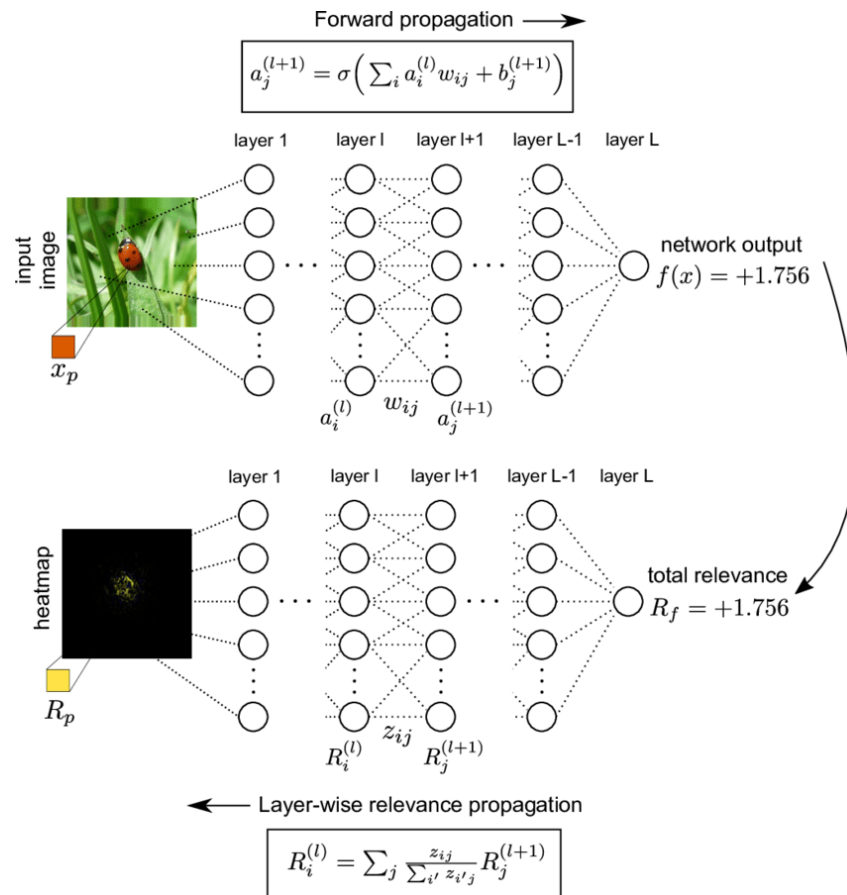 Forward propagation
a_j^{(l+1)} = σ(∑_i a_i^{(l)} w_{ij} + b_j^{(l+1)})
layer 1 layer l layer l+1 layer L-1 layer L
input
image
network output
f(x) = +1.756
x_p
a_i^{(l)} w_{ij} a_j^{(l+1)}
layer 1 layer l layer l+1 layer L-1 layer L
heatmap
total relevance
R_f = +1.756
R_p
R_i^{(l)} z_{ij} R_j^{(l+1)}
Layer-wise relevance propagation
R_i^{(l)} = ∑_j \frac{z_{ij}}{∑_{i'} z_{i'j}} R_j^{(l+1)}